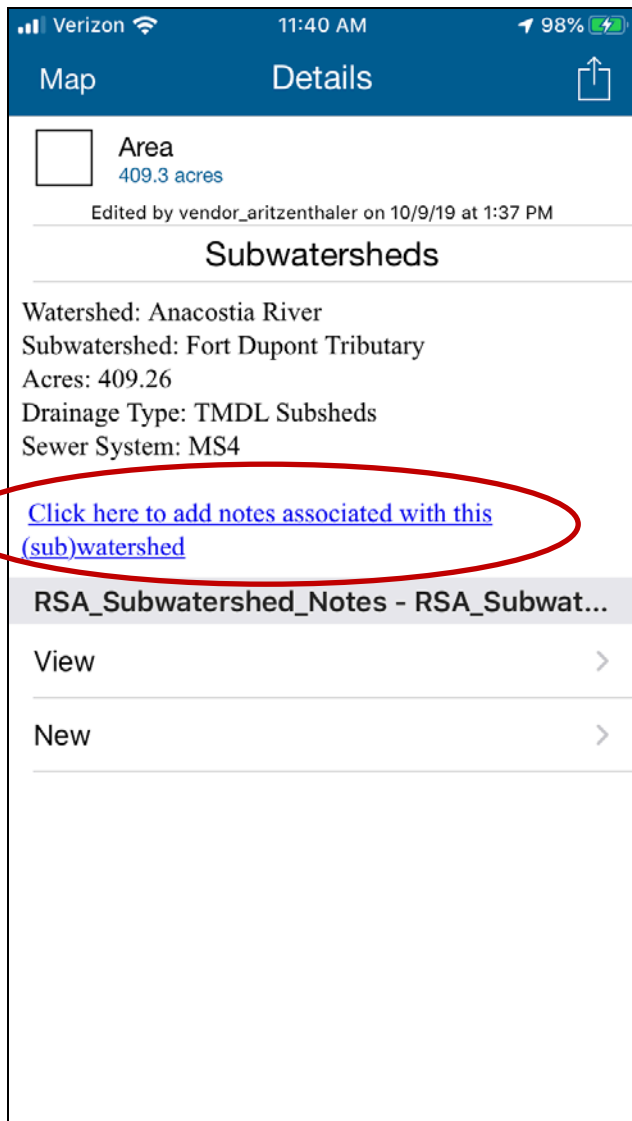 Verizon 11:40 AM 98%
Map Details
Area
409.3 acres
Edited by vendor_aritzenthaler on 10/9/19 at 1:37 PM
Subwatersheds
Watershed: Anacostia River
Subwatershed: Fort Dupont Tributary
Acres: 409.26
Drainage Type: TMDL Subsheds
Sewer System: MS4
Click here to add notes associated with this
(sub)watershed
RSA_Subwatershed_Notes - RSA_Subwat...
View
New